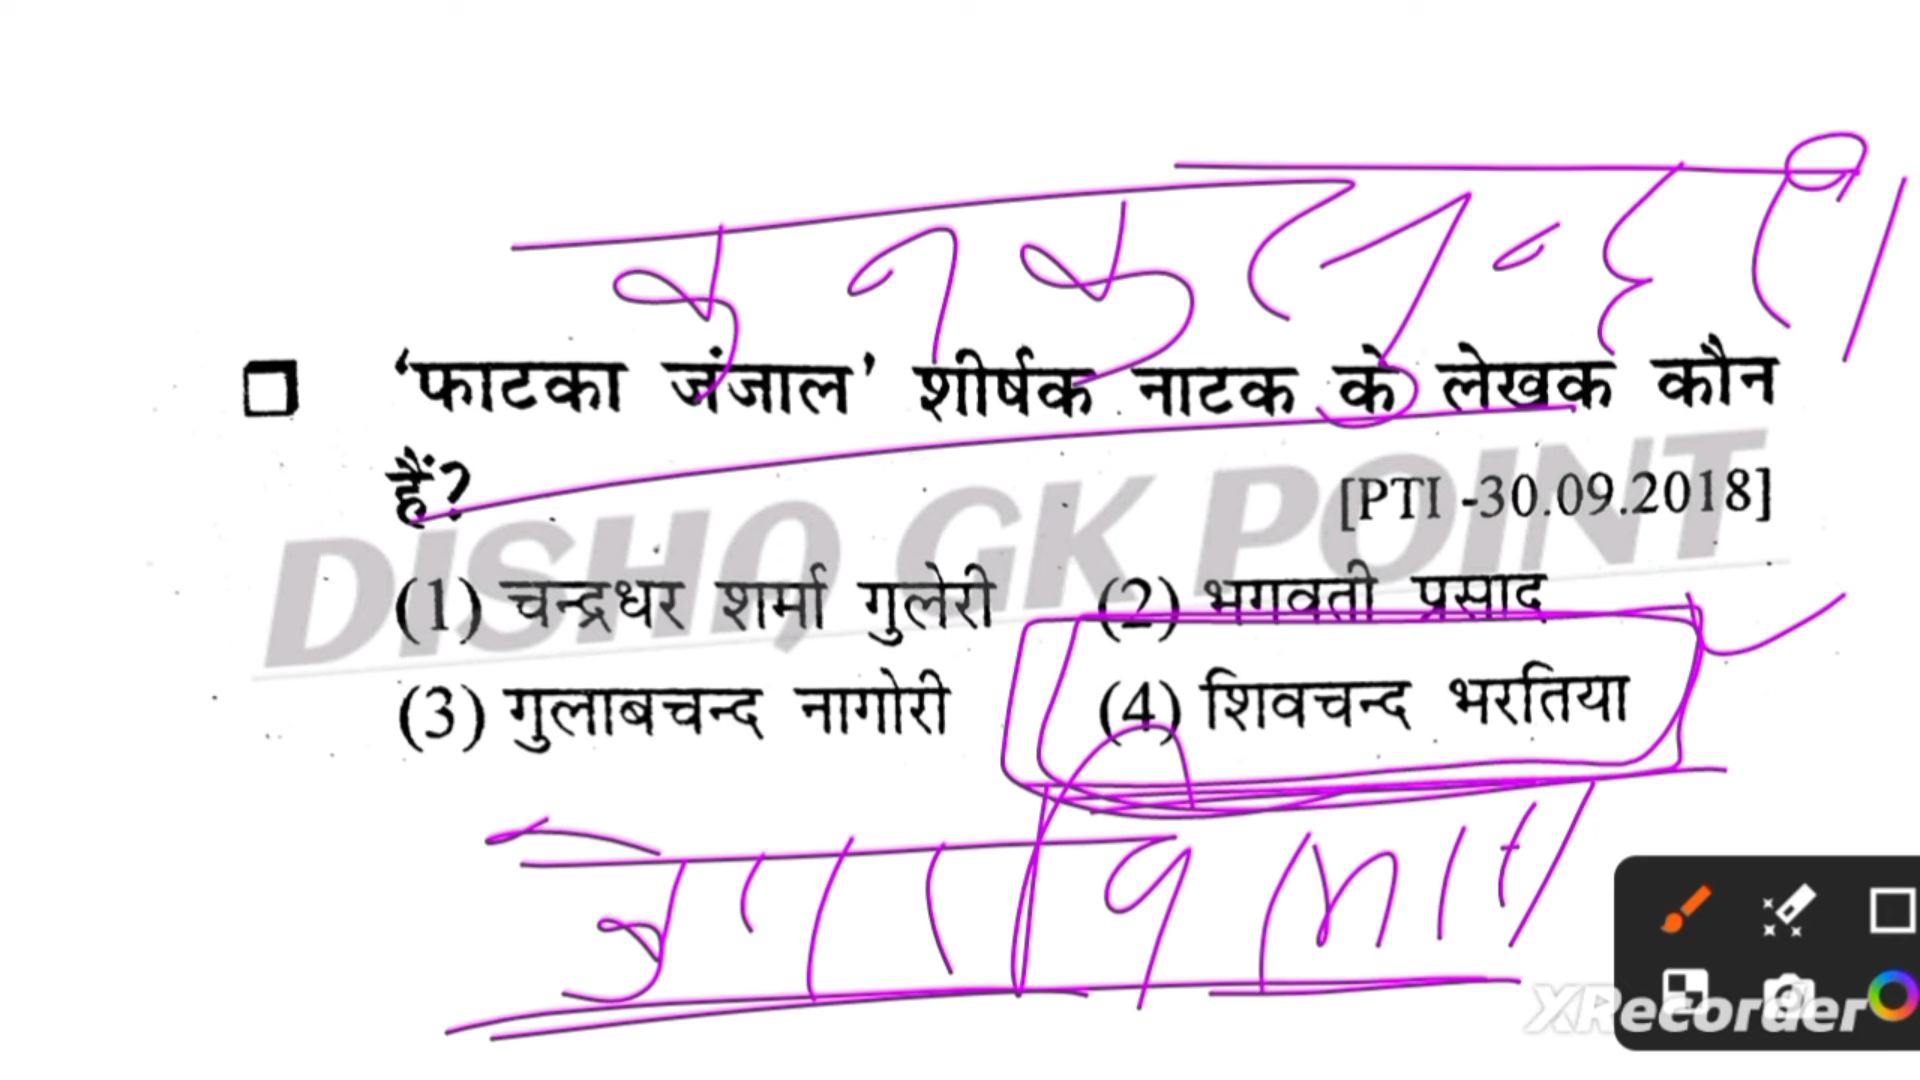 ❑ ‘फाटका जंजाल’ शीर्षक नाटक के लेखक कौन
हैं? [PTI -30.09.2018]
DISHQ GK POINT
(1) चन्द्रधर शर्मा गुलेरी (2) भगवती प्रसाद
(3) गुलाबचन्द नागोरी (4) शिवचन्द भरतिया
XRecorder